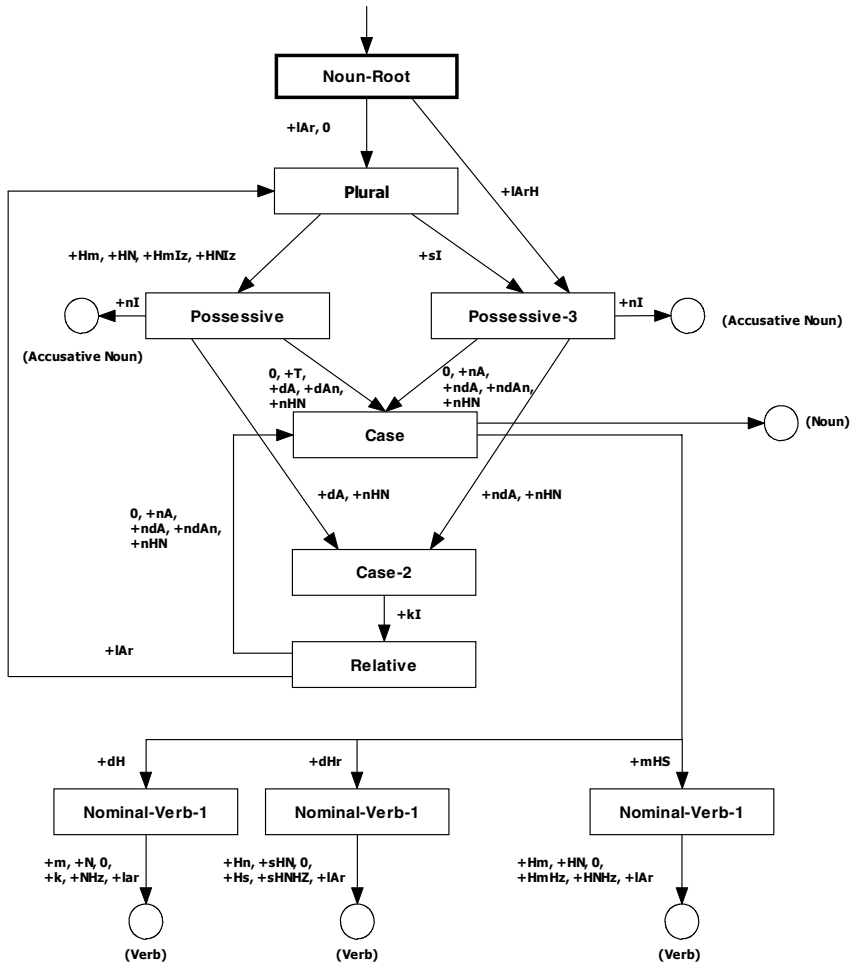 Noun-Root
+lAr, 0
+lArH
Plural
+Hm, +HN, +HmIz, +HNIz
+sI
+nI
Possessive
Possessive-3
+nI
(Accusative Noun)
(Accusative Noun)
0, +T,
+dA, +dAn,
+nHN
0, +nA,
+ndA, +ndAn,
+nHN
Case
(Noun)
+dA, +nHN
+ndA, +nHN
0, +nA,
+ndA, +ndAn,
+nHN
Case-2
+kI
+lAr
Relative
+dH
+dHr
+mHS
Nominal-Verb-1
Nominal-Verb-1
Nominal-Verb-1
+m, +N, 0,
+k, +NHz, +lar
+Hn, +sHN, 0,
+Hs, +sHNHZ, +lAr
+Hm, +HN, 0,
+HmHz, +HNHz, +lAr
(Verb)
(Verb)
(Verb)